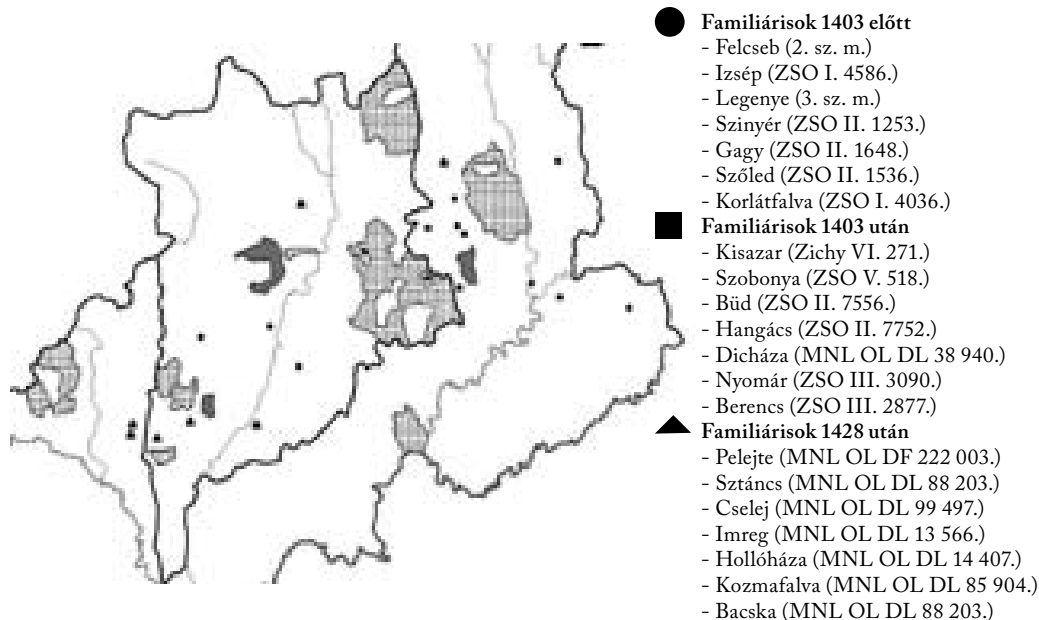 Familiárisok 1403 előtt
- Felcseb (2. sz. m.)
- Izsép (ZSO I. 4586.)
- Legenye (3. sz. m.)
- Szinyér (ZSO II. 1253.)
- Gagy (ZSO II. 1648.)
- Szőled (ZSO II. 1536.)
- Korlátfalva (ZSO I. 4036.)
Familiárisok 1403 után
- Kisazar (Zichy VI. 271.)
- Szobonya (ZSO V. 518.)
- Büd (ZSO II. 7556.)
- Hangács (ZSO II. 7752.)
- Dicháza (MNL OL DL 38 940.)
- Nyomár (ZSO III. 3090.)
- Berencs (ZSO III. 2877.)
Familiárisok 1428 után
- Pelejte (MNL OL DF 222 003.)
- Sztáncs (MNL OL DL 88 203.)
- Cselej (MNL OL DL 99 497.)
- Imreg (MNL OL DL 13 566.)
- Hollóháza (MNL OL DL 14 407.)
- Kozmafalva (MNL OL DL 85 904.)
- Bacska (MNL OL DL 88 203.)